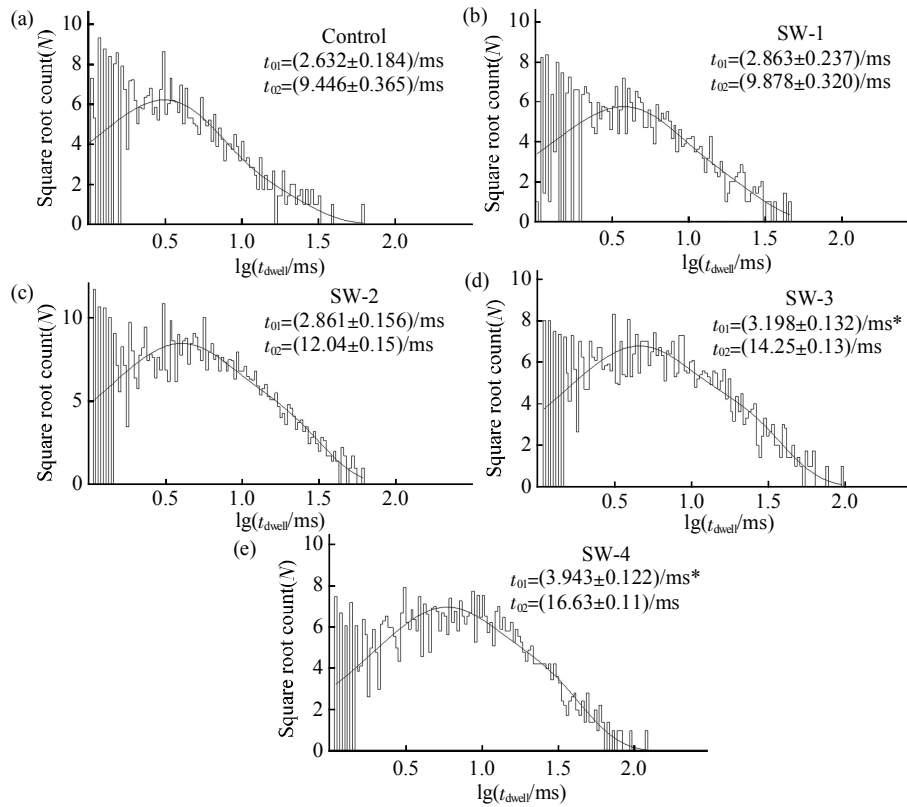 (a)
Control
t01=(2.632±0.184)/ms
t02=(9.446±0.365)/ms
Square root count(N)
10
8
6
4
2
0
0.5 1.0 1.5 2.0
lg(tdwell/ms)
(b)
SW-1
t01=(2.863±0.237)/ms
t02=(9.878±0.320)/ms
Square root count(N)
10
8
6
4
2
0
0.5 1.0 1.5 2.0
lg(tdwell/ms)
(c)
SW-2
t01=(2.861±0.156)/ms
t02=(12.04±0.15)/ms
Square root count(N)
10
5
0
0.5 1.0 1.5 2.0
lg(tdwell/ms)
(d)
SW-3
t01=(3.198±0.132)/ms*
t02=(14.25±0.13)/ms
Square root count(N)
10
8
6
4
2
0
0.5 1.0 1.5 2.0
lg(tdwell/ms)
(e)
SW-4
t01=(3.943±0.122)/ms*
t02=(16.63±0.11)/ms
Square root count(N)
10
8
6
4
2
0
0.5 1.0 1.5 2.0
lg(tdwell/ms)